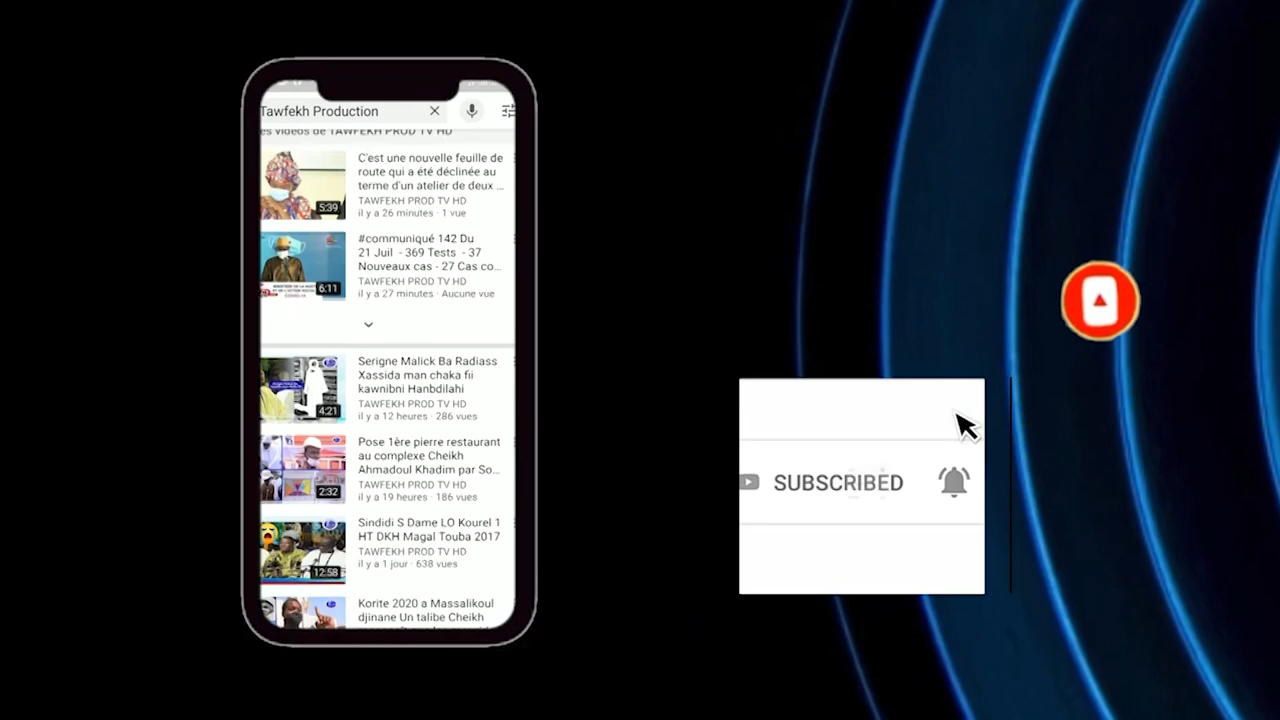 Tawfekh Production
es vidéos de TAWFEKH PROD TV HD
C'est une nouvelle feuille de
route qui a été déclinée au
terme d'un atelier de deux ...
TAWFEKH PROD TV HD
il y a 26 minutes · 1 vue
5:39
#communiqué 142 Du
21 Juil - 369 Tests - 37
Nouveaux cas - 27 Cas co...
TAWFEKH PROD TV HD
il y a 27 minutes · Aucune vue
6:11
Serigne Malick Ba Radiass
Xassida man chaka fii
kawnibni Hanbdilahi
TAWFEKH PROD TV HD
il y a 12 heures · 286 vues
4:21
Pose 1ère pierre restaurant
au complexe Cheikh
Ahmadoul Khadim par So...
TAWFEKH PROD TV HD
il y a 19 heures · 186 vues
2:32
Sindidi S Dame LO Kourel 1
HT DKH Magal Touba 2017
TAWFEKH PROD TV HD
il y a 1 jour · 638 vues
12:58
Korite 2020 a Massalikoul
djinane Un talibe Cheikh
SUBSCRIBED